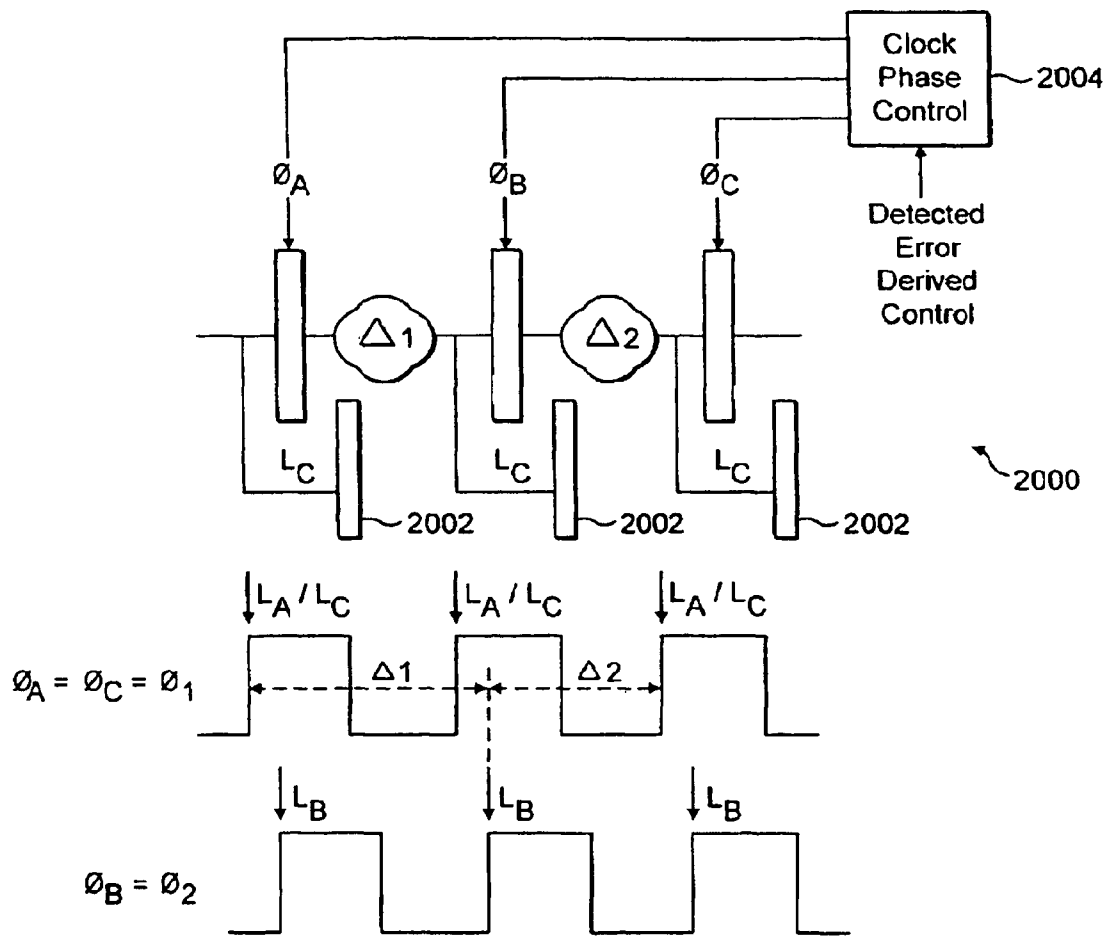 Clock
Phase
Control
2004
ØA
ØB
ØC
Detected
Error
Derived
Control
Δ1
Δ2
LC
LC
LC
2002
2002
2002
2000
LA / LC
LA / LC
LA / LC
ØA = ØC = Ø1
Δ1
Δ2
LB
LB
LB
ØB = Ø2